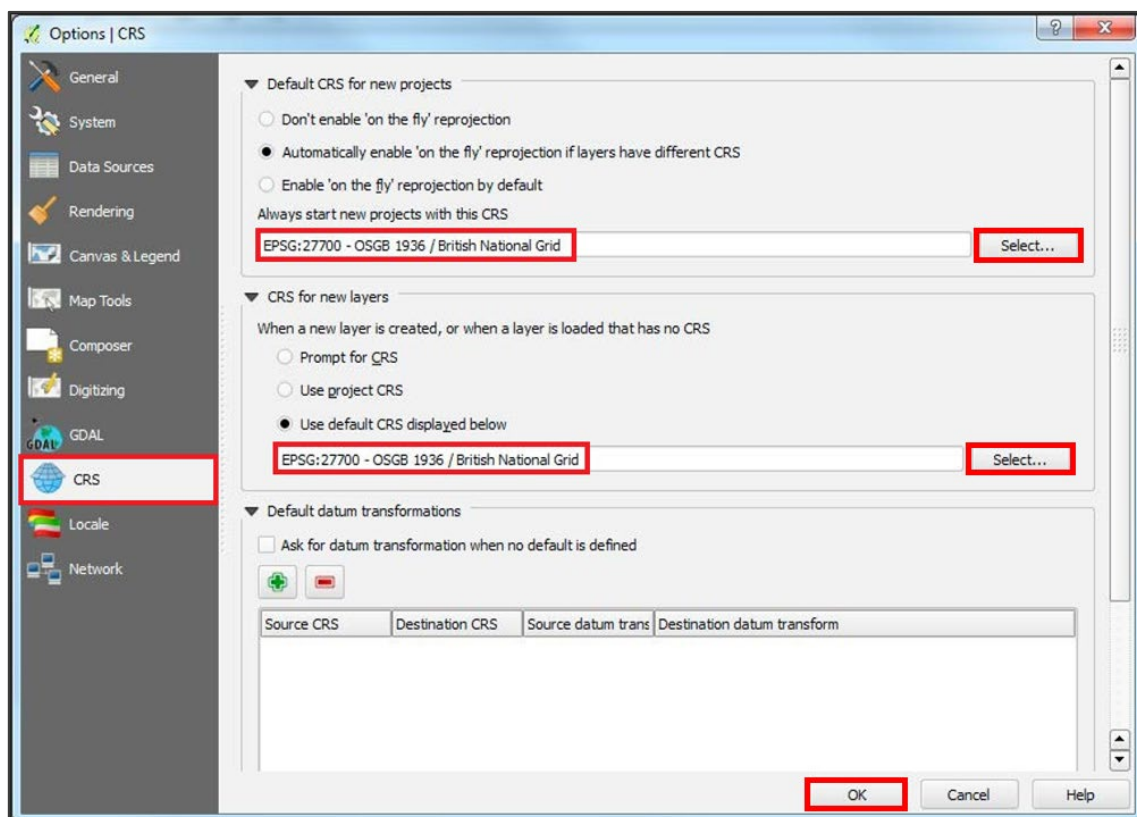 Options | CRS
General
System
Data Sources
Rendering
Canvas & Legend
Map Tools
Composer
Digitizing
GDAL
GDAL
CRS
Locale
Network
Default CRS for new projects
Don't enable 'on the fly' reprojection
Automatically enable 'on the fly' reprojection if layers have different CRS
Enable 'on the fly' reprojection by default
Always start new projects with this CRS
EPSG:27700 - OSGB 1936 / British National Grid Select...
CRS for new layers
When a new layer is created, or when a layer is loaded that has no CRS
Prompt for CRS
Use project CRS
Use default CRS displayed below
EPSG:27700 - OSGB 1936 / British National Grid Select...
Default datum transformations
Ask for datum transformation when no default is defined
Source CRS Destination CRS Source datum trans Destination datum transform
OK Cancel Help